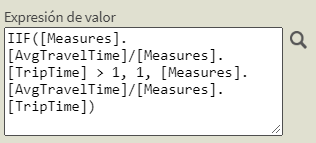 Expresión de valor
IIF([Measures].
[AvgTravelTime]/[Measures].
[TripTime] > 1, 1, [Measures].
[AvgTravelTime]/[Measures].
[TripTime])